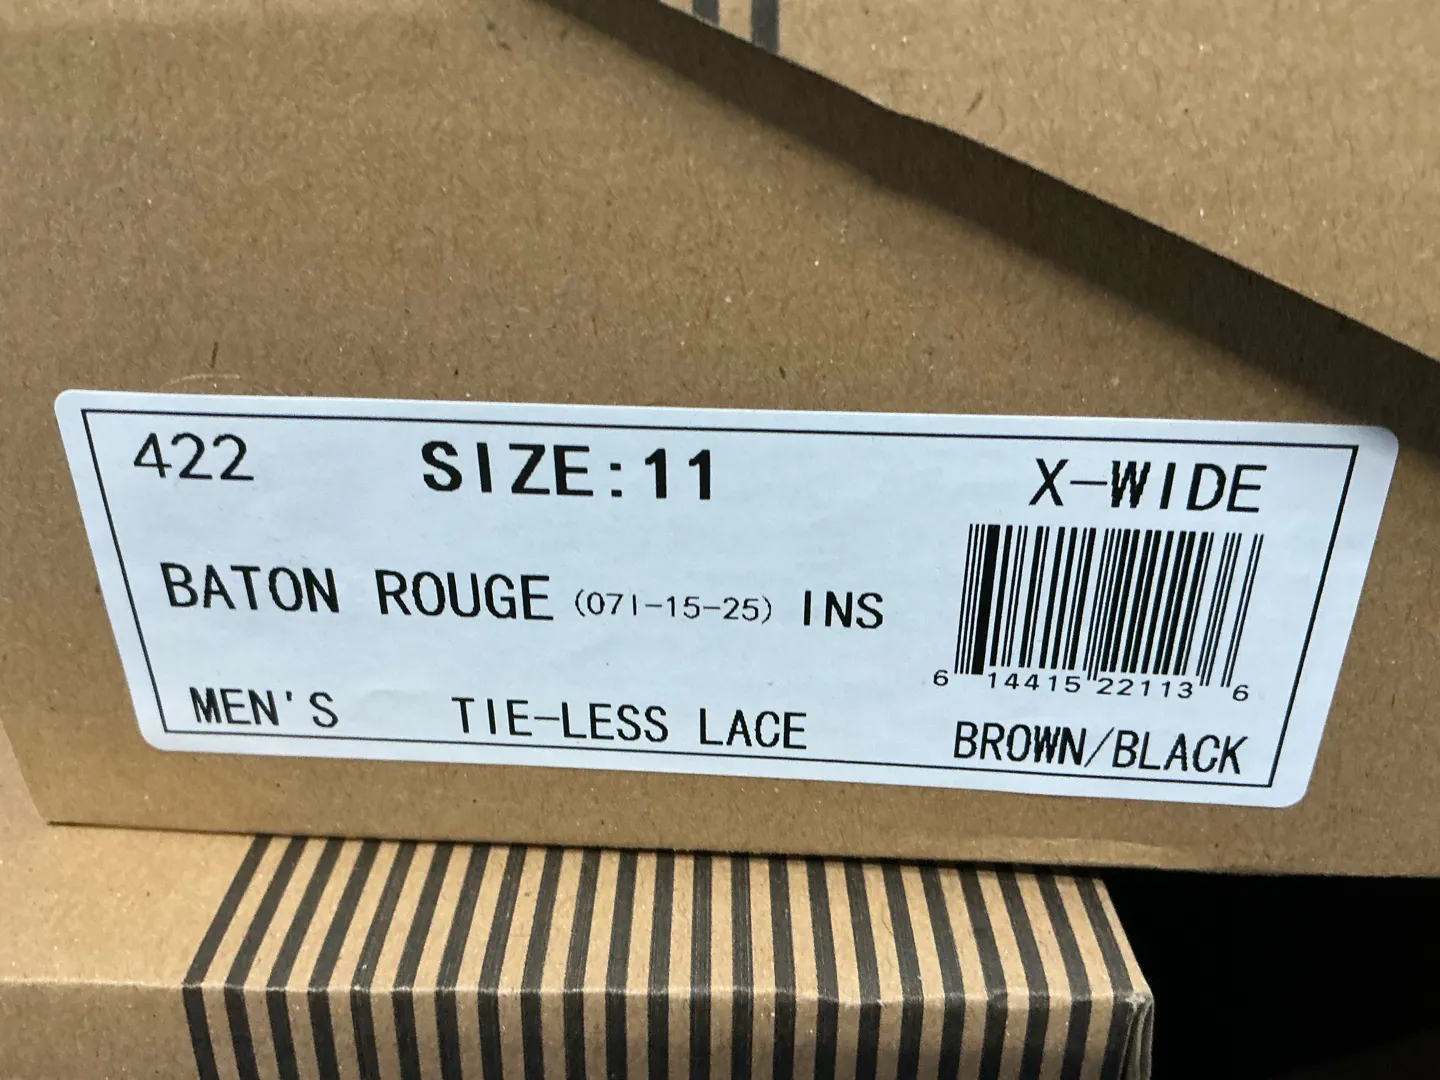 422 SIZE:11 X-WIDE
BATON ROUGE (071-15-25) INS
6 14415 22113 6
MEN'S TIE-LESS LACE BROWN/BLACK